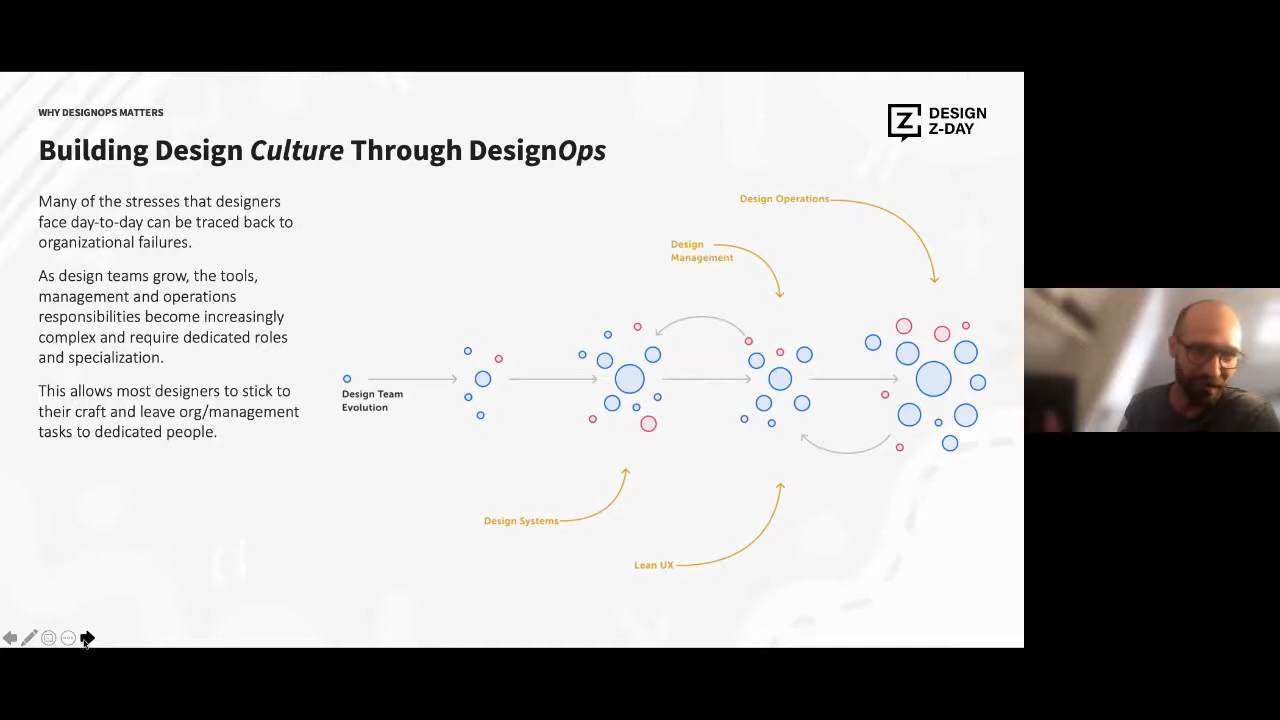 WHY DESIGNOPS MATTERS
Building Design Culture Through DesignOps
DESIGN
Z-DAY
Many of the stresses that designers
face day-to-day can be traced back to
organizational failures.
As design teams grow, the tools,
management and operations
responsibilities become increasingly
complex and require dedicated roles
and specialization.
This allows most designers to stick to
their craft and leave org/management
tasks to dedicated people.
Design Operations
Design
Management
Design Team
Evolution
Design Systems
Lean UX